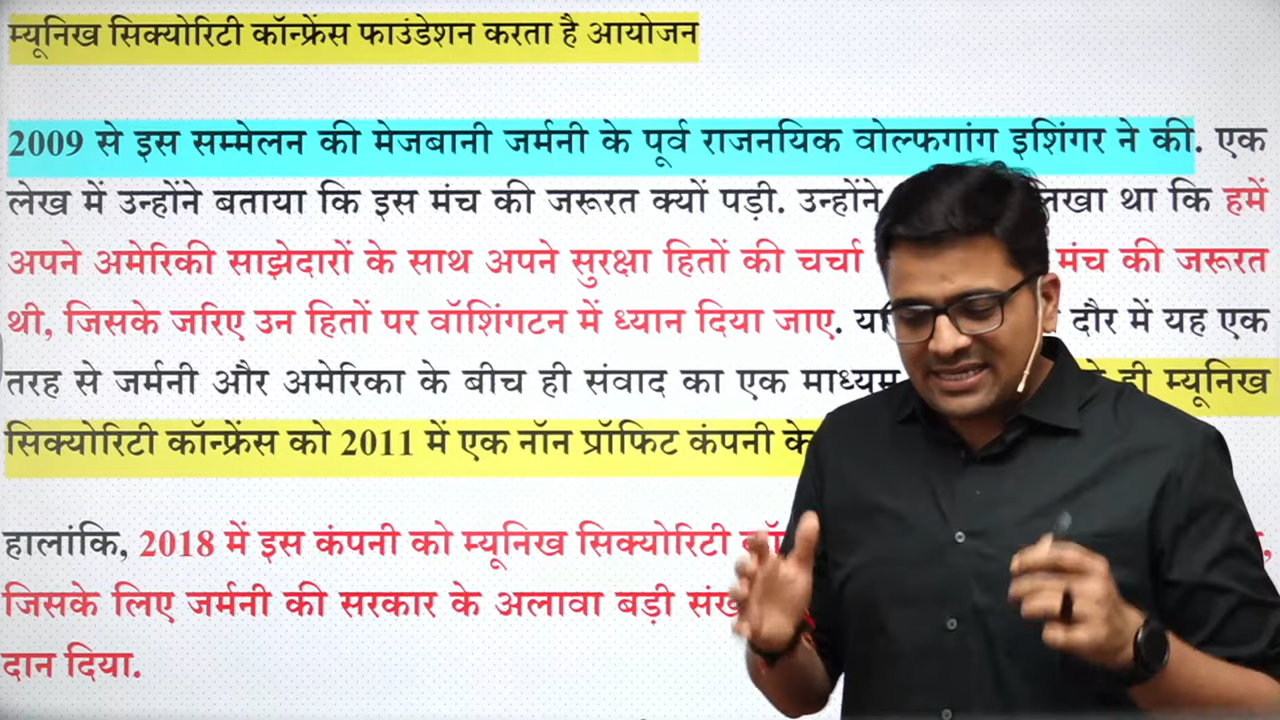 म्यूनिख सिक्योरिटी कॉन्फ्रेंस फाउंडेशन करता है आयोजन
2009 से इस सम्मेलन की मेजबानी जर्मनी के पूर्व राजनयिक वोल्फगांग इशिंगर ने की. एक
लेख में उन्होंने बताया कि इस मंच की जरूरत क्यों पड़ी. उन्होंने लिखा था कि हमें
अपने अमेरिकी साझेदारों के साथ अपने सुरक्षा हितों की चर्चा मंच की जरूरत
थी, जिसके जरिए उन हितों पर वॉशिंगटन में ध्यान दिया जाए. दौर में यह एक
तरह से जर्मनी और अमेरिका के बीच ही संवाद का एक माध्यम ही म्यूनिख
सिक्योरिटी कॉन्फ्रेंस को 2011 में एक नॉन प्रॉफिट कंपनी के
हालांकि, 2018 में इस कंपनी को म्यूनिख सिक्योरिटी
जिसके लिए जर्मनी की सरकार के अलावा बड़ी
दान दिया.